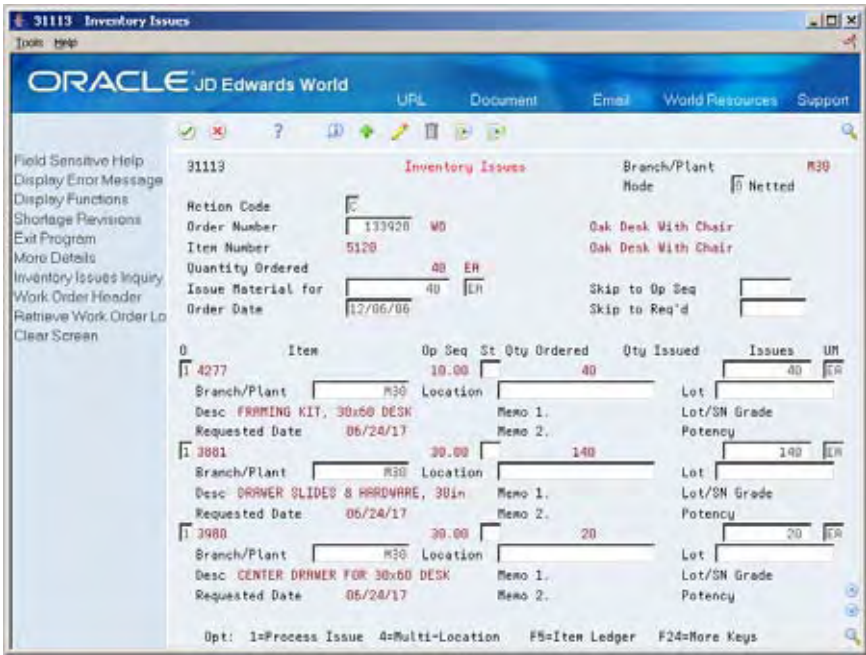 31113 Inventory Issues
Tools Help
ORACLE JD Edwards World
URL Document Email World Resources Support
Field Sensitive Help
Display Error Message
Display Functions
Shortage Revisions
Exit Program
More Details
Inventory Issues Inquiry
Work Order Header
Retrieve Work Order Lo
Clear Screen
31113 Inventory Issues Branch/Plant M30
Mode 0 Netted
Action Code C
Order Number 133920 WO Oak Desk With Chair
Item Number 5120 Oak Desk With Chair
Quantity Ordered 40 EA
Issue Material for 40 EA Skip to Op Seq
Order Date 12/06/06 Skip to Req'd
O Item Op Seq St Qty Ordered Qty Issued Issues UM
1 4277 10.00 40 40 EA
Branch/Plant M30 Location Lot
Desc FRAMING KIT, 30x60 DESK Memo 1. Lot/SN Grade
Requested Date 06/24/17 Memo 2. Potency
1 3881 30.00 140 140 EA
Branch/Plant M30 Location Lot
Desc DRAWER SLIDES & HARDWARE, 30in Memo 1. Lot/SN Grade
Requested Date 06/24/17 Memo 2. Potency
1 3980 30.00 20 20 EA
Branch/Plant M30 Location Lot
Desc CENTER DRAWER FOR 30x60 DESK Memo 1. Lot/SN Grade
Requested Date 06/24/17 Memo 2. Potency
Opt: 1=Process Issue 4=Multi-Location F5=Item Ledger F24=More Keys